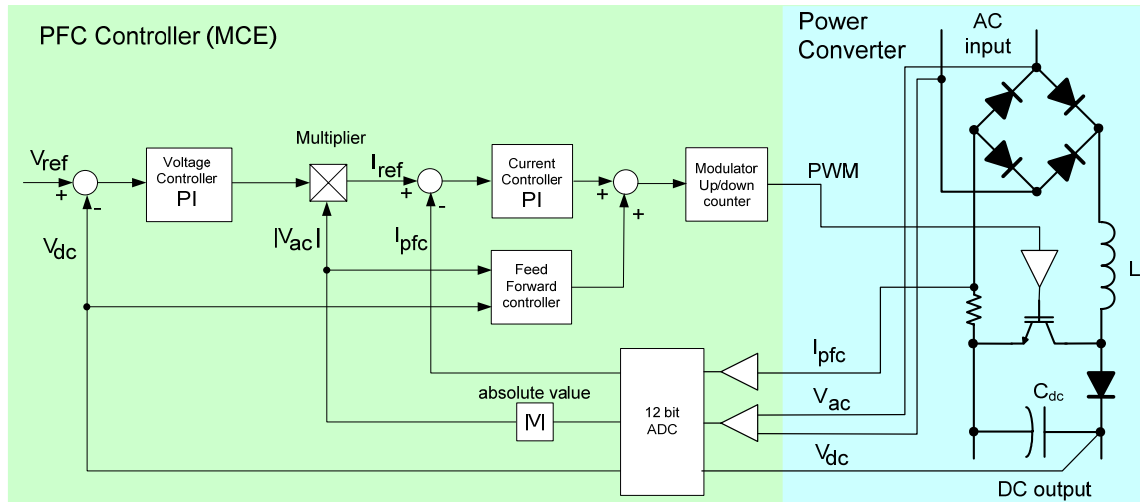 PFC Controller (MCE)
Power
Converter
AC
input
Multiplier
Vref
+
-
Voltage
Controller
PI
Iref
+
-
Current
Controller
PI
+
+
Modulator
Up/down
counter
PWM
Vdc
|Vac|
Ipfc
Feed
Forward
controller
L
Ipfc
absolute value
|V|
12 bit
ADC
Vac
Cdc
Vdc
DC output